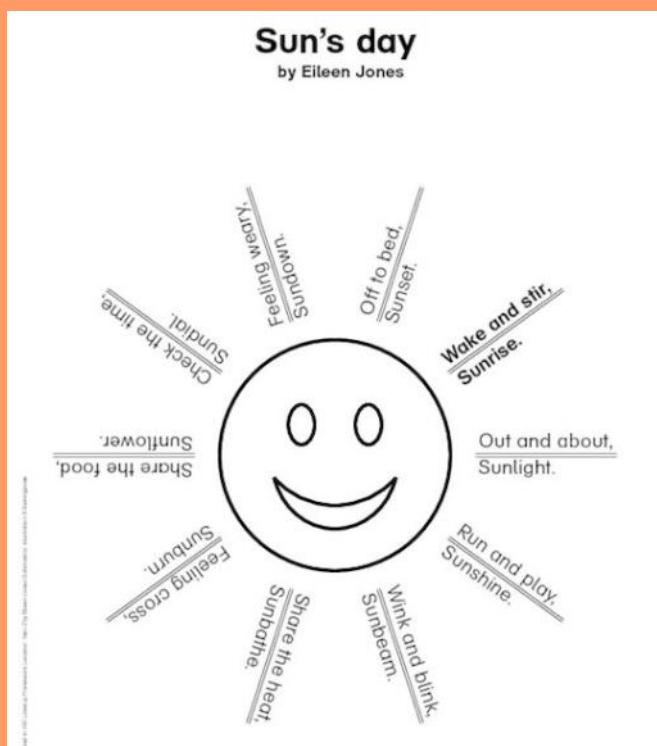 Sun's day
by Eileen Jones
Wake and stir,
Sunrise.
Out and about,
Sunlight.
Run and play,
Sunshine.
Wink and blink,
Sunbeam.
Share the heat,
Sunbathe.
Feeling cross,
Sunburn.
Share the food,
Sunflower.
Check the time,
Sundial.
Feeling weary,
Sundown.
Off to bed,
Sunset.